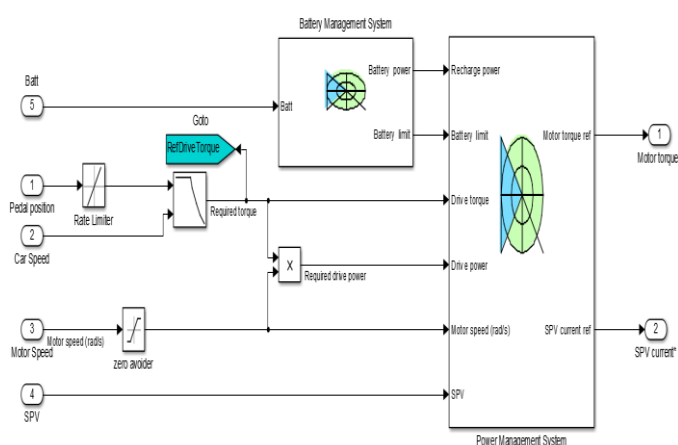 Battery Management System
Batt
5
Batt
Battery power
Battery limit
Goto
RefDriveTorque
1
Pedal position
Rate Limiter
2
Car Speed
Required torque
x
Required drive power
3
Motor Speed
Motor speed (rad/s)
zero avoider
4
SPV
Recharge power
Battery limit
Drive torque
Drive power
Motor speed (rad/s)
SPV
Motor torque ref
SPV current ref
Power Management System
1
Motor torque
2
SPV current*